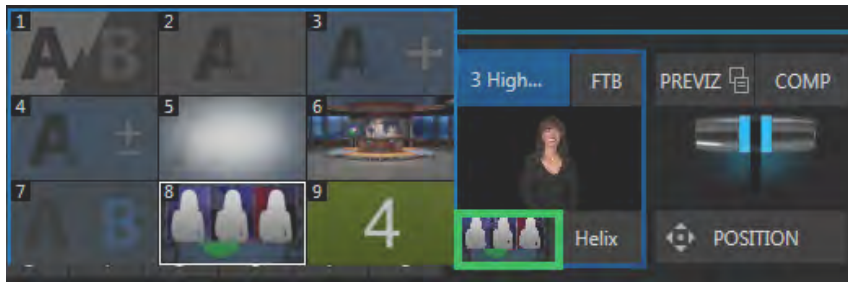 1 2 3
A B A A +
3 High... FTB PREVIZ COMP
4 5 6
A ±
7 8 9
A B 4
Helix POSITION